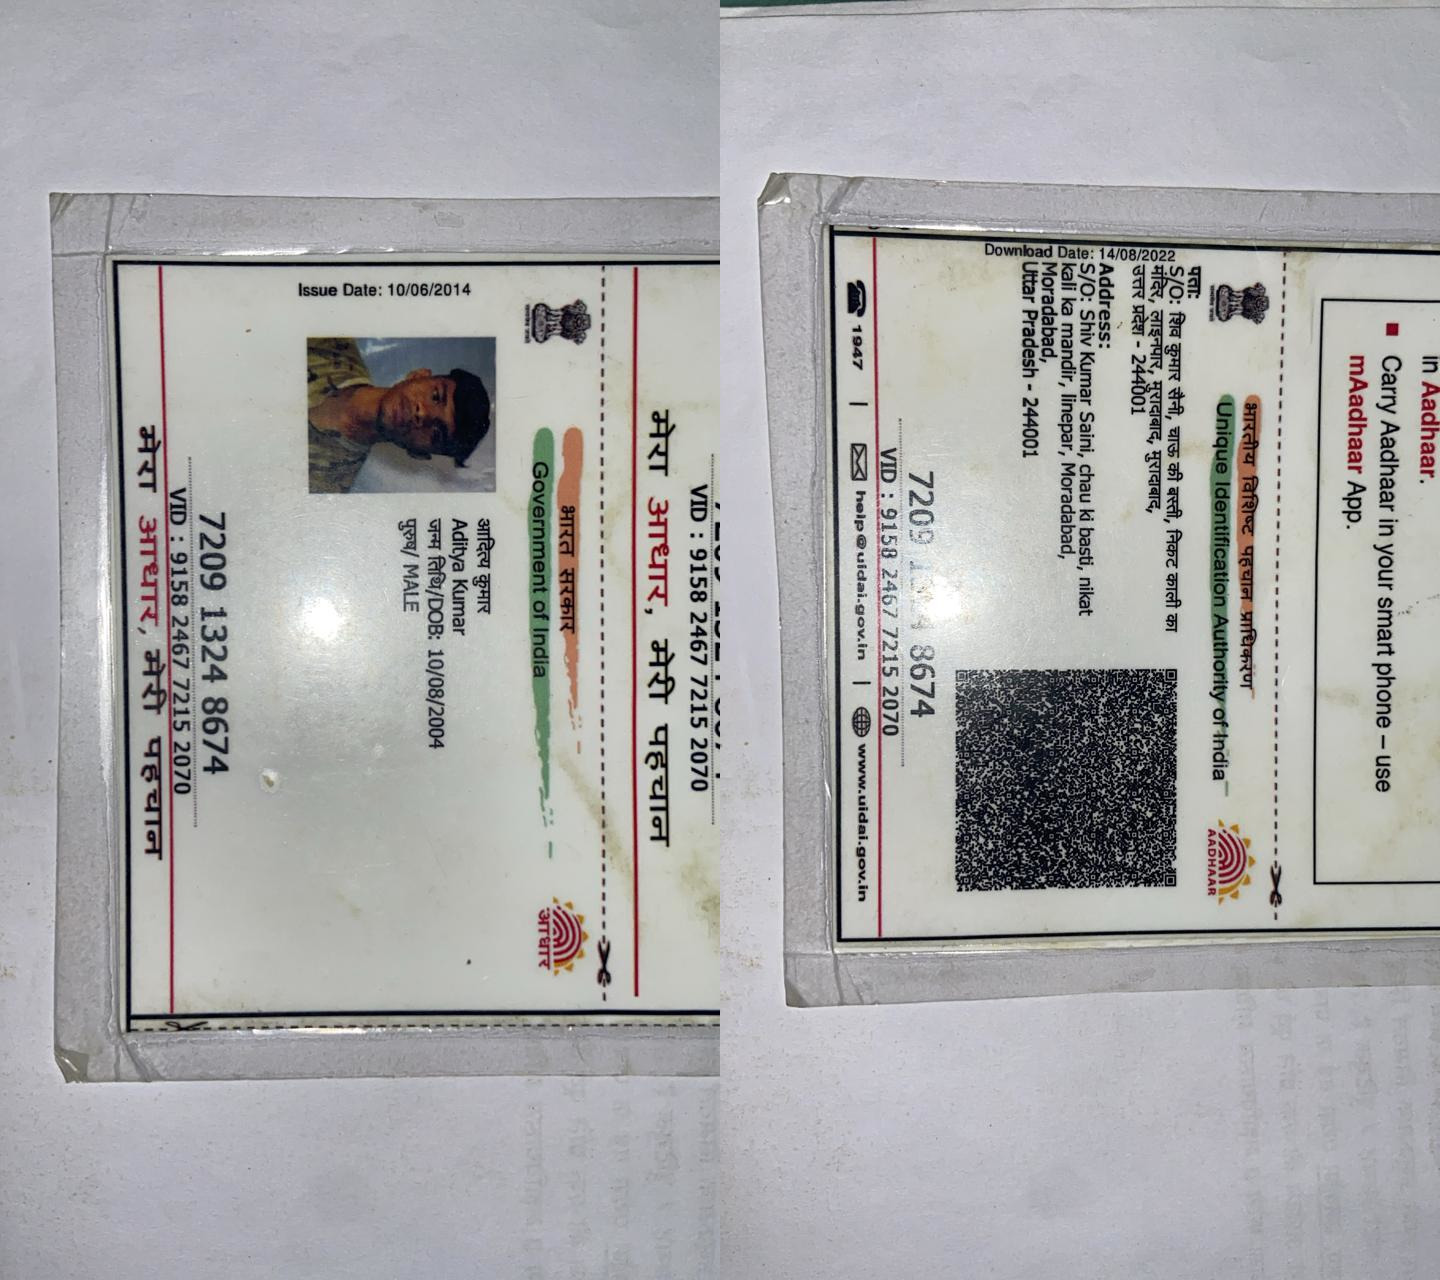 Issue Date: 10/06/2014
भारत सरकार
Government of India
आधार
आदित्य कुमार
Aditya Kumar
जन्म तिथि/DOB: 10/08/2004
पुरुष/ MALE
7209 1324 8674
VID : 9158 2467 7215 2070
मेरा आधार, मेरी पहचान
VID : 9158 2467 7215 2070
मेरा आधार, मेरी पहचान
in Aadhaar.
■ Carry Aadhaar in your smart phone – use
mAadhaar App.
भारतीय विशिष्ट पहचान प्राधिकरण
Unique Identification Authority of India
AADHAAR
Download Date: 14/08/2022
पता:
S/O: शिव कुमार सैनी, चाऊ की बस्ती, निकट काली का
मंदिर, लाइनपार, मुरादाबाद, मुरादाबाद,
उत्तर प्रदेश - 244001
Address:
S/O: Shiv Kumar Saini, chau ki basti, nikat
kali ka mandir, linepar, Moradabad,
Moradabad,
Uttar Pradesh - 244001
7209 1324 8674
VID : 9158 2467 7215 2070
1947 | help@uidai.gov.in | www.uidai.gov.in